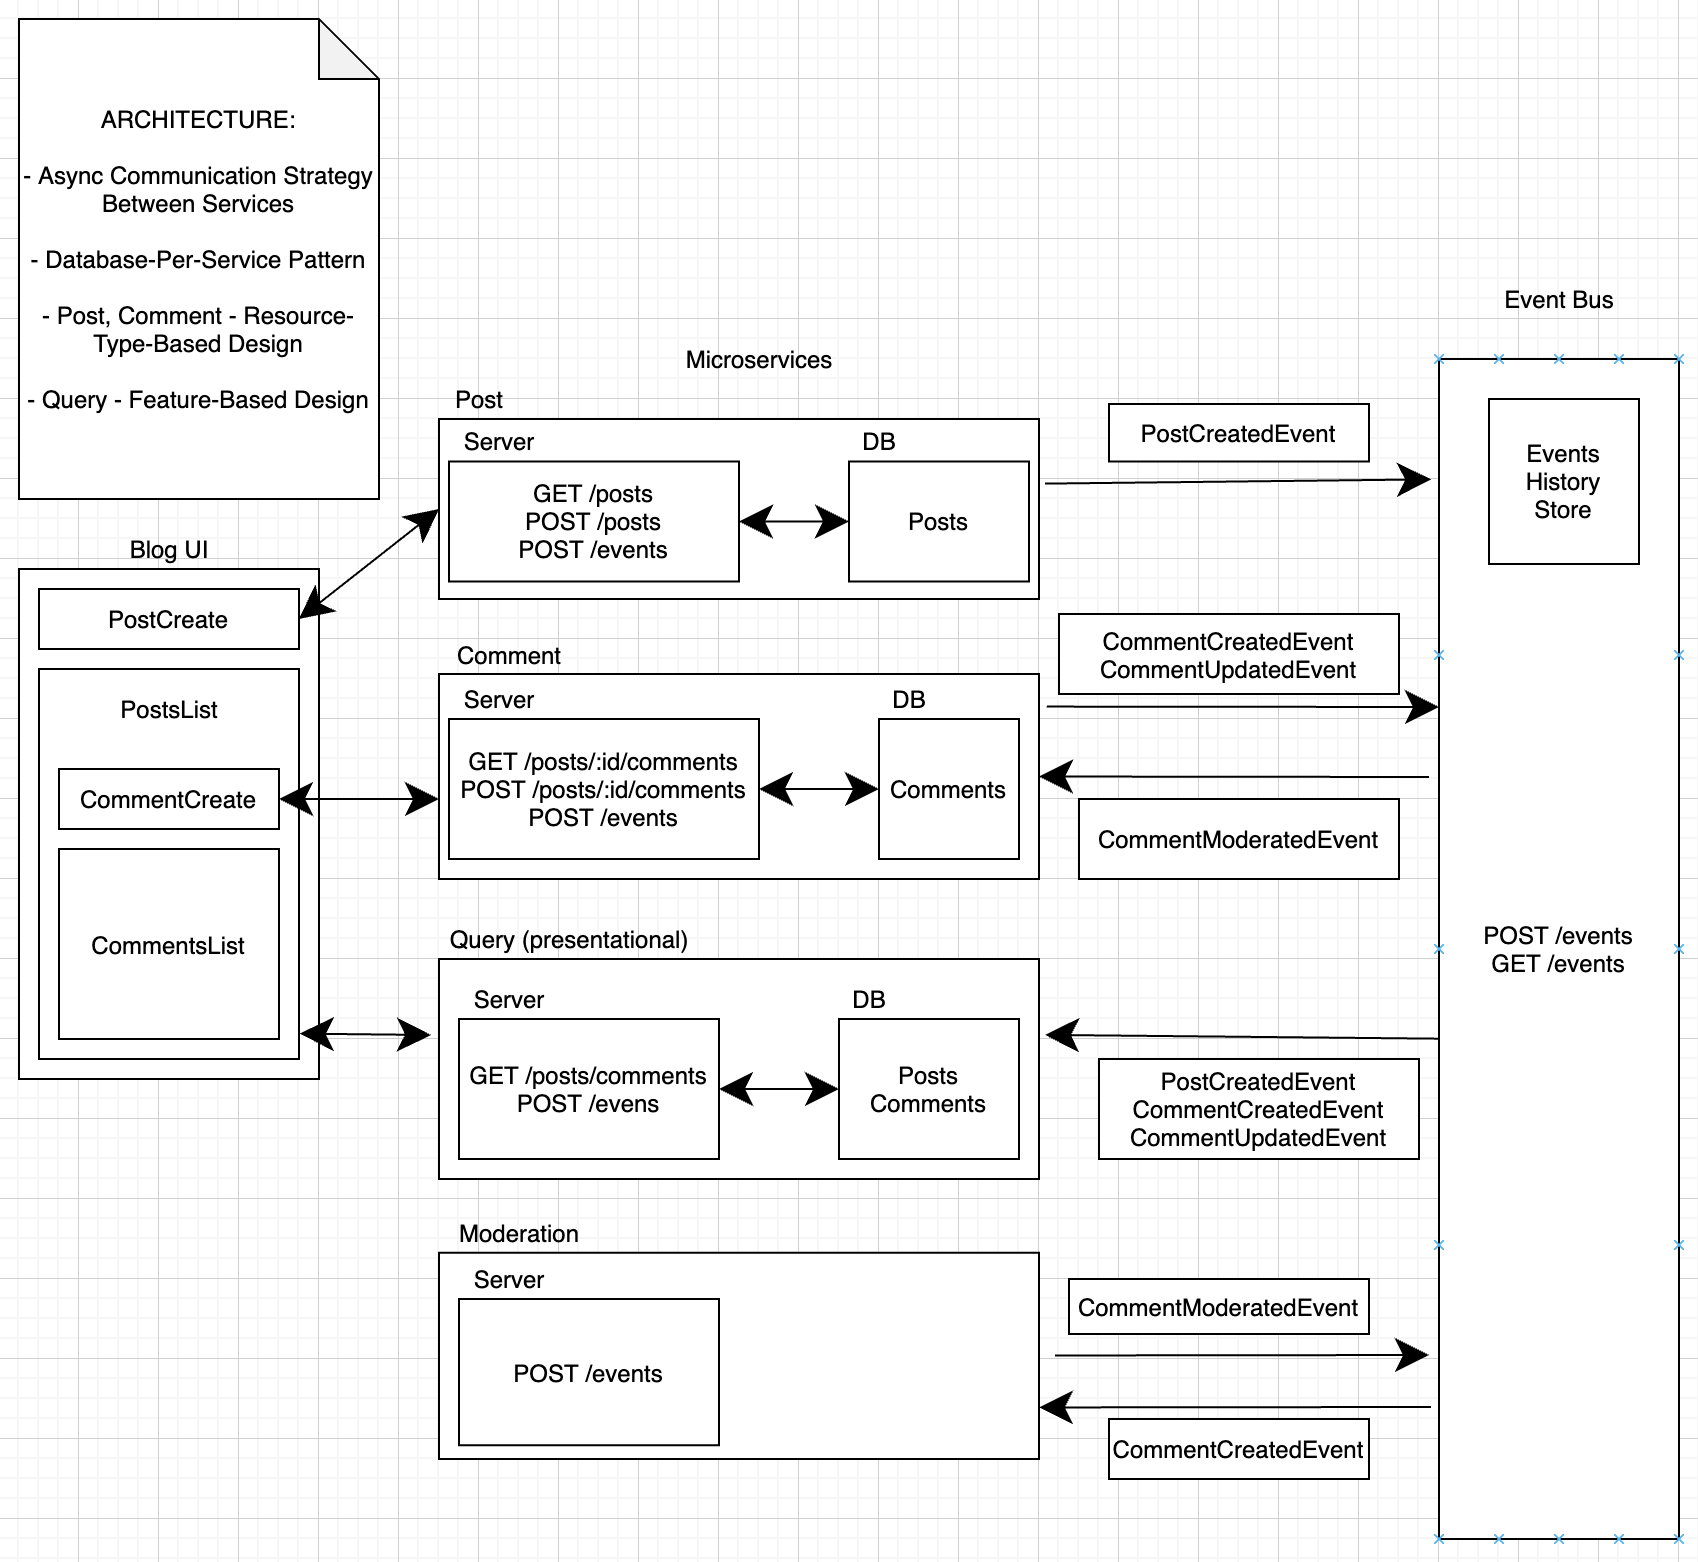 ARCHITECTURE:
- Async Communication Strategy
Between Services
- Database-Per-Service Pattern
- Post, Comment - Resource-
Type-Based Design
- Query - Feature-Based Design
Blog UI
PostCreate
PostsList
CommentCreate
CommentsList
Microservices
Post
Server
GET /posts
POST /posts
POST /events
DB
Posts
PostCreatedEvent
Comment
Server
GET /posts/:id/comments
POST /posts/:id/comments
POST /events
DB
Comments
CommentCreatedEvent
CommentUpdatedEvent
CommentModeratedEvent
Query (presentational)
Server
GET /posts/comments
POST /evens
DB
Posts
Comments
PostCreatedEvent
CommentCreatedEvent
CommentUpdatedEvent
Moderation
Server
POST /events
CommentModeratedEvent
CommentCreatedEvent
Event Bus
Events
History
Store
POST /events
GET /events